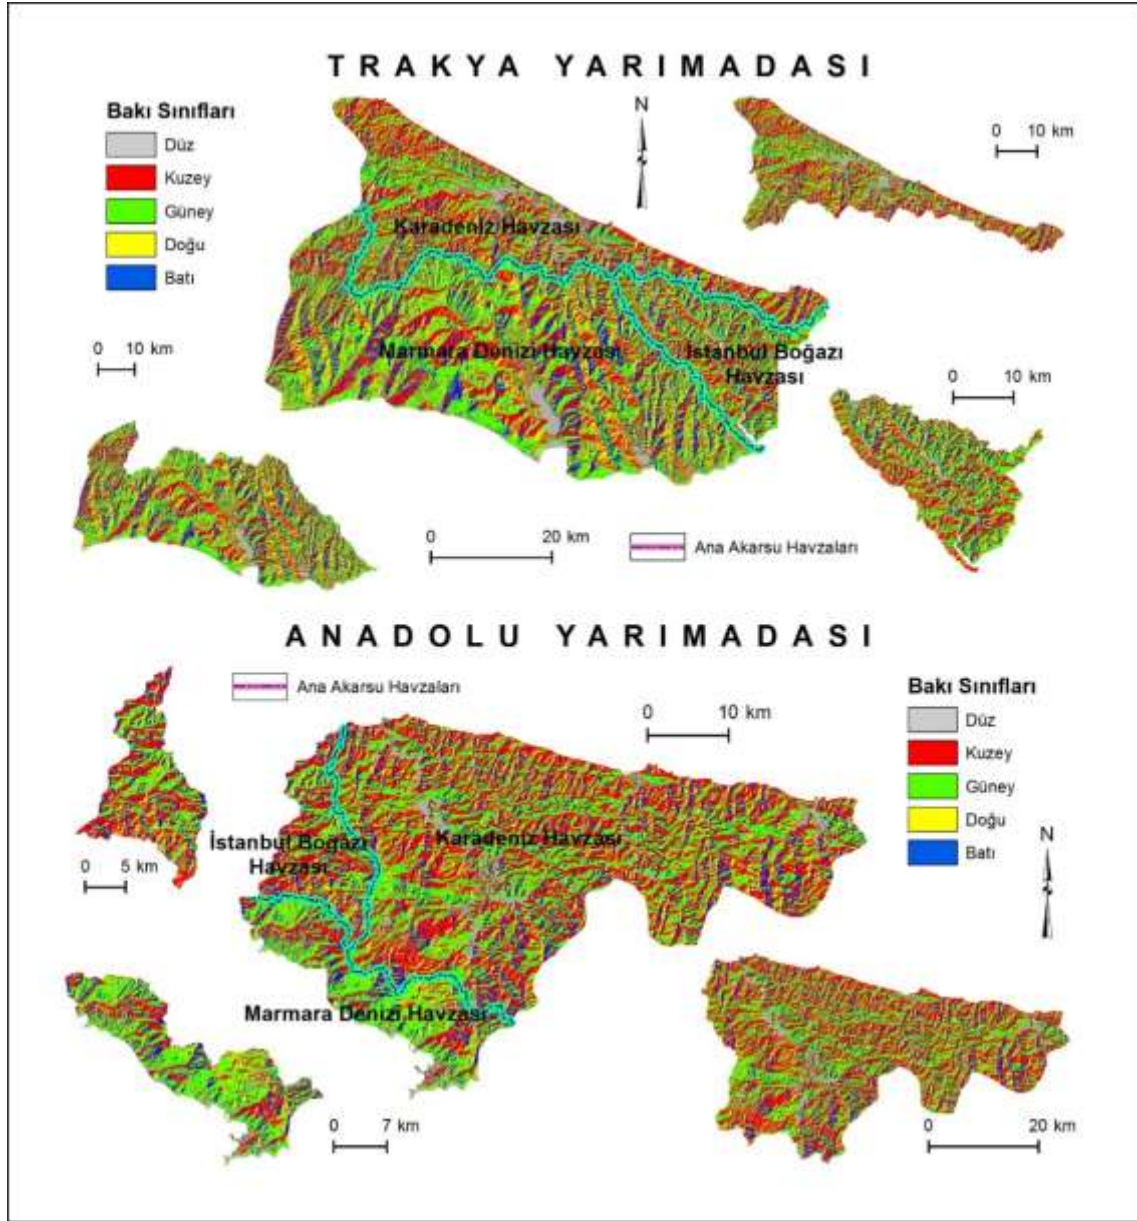 TRAKYA YARIMADASI
Bakı Sınıfları
Düz
Kuzey
Güney
Doğu
Batı
N
0 10 km
Karadeniz Havzası
0 10 km
Marmara Denizi Havzası
İstanbul Boğazı
Havzası
0 10 km
0 20 km
Ana Akarsu Havzaları
ANADOLU YARIMADASI
Ana Akarsu Havzaları
0 10 km
Bakı Sınıfları
Düz
Kuzey
Güney
Doğu
Batı
N
İstanbul Boğazı
Havzası
Karadeniz Havzası
0 5 km
Marmara Denizi Havzası
0 7 km
0 20 km